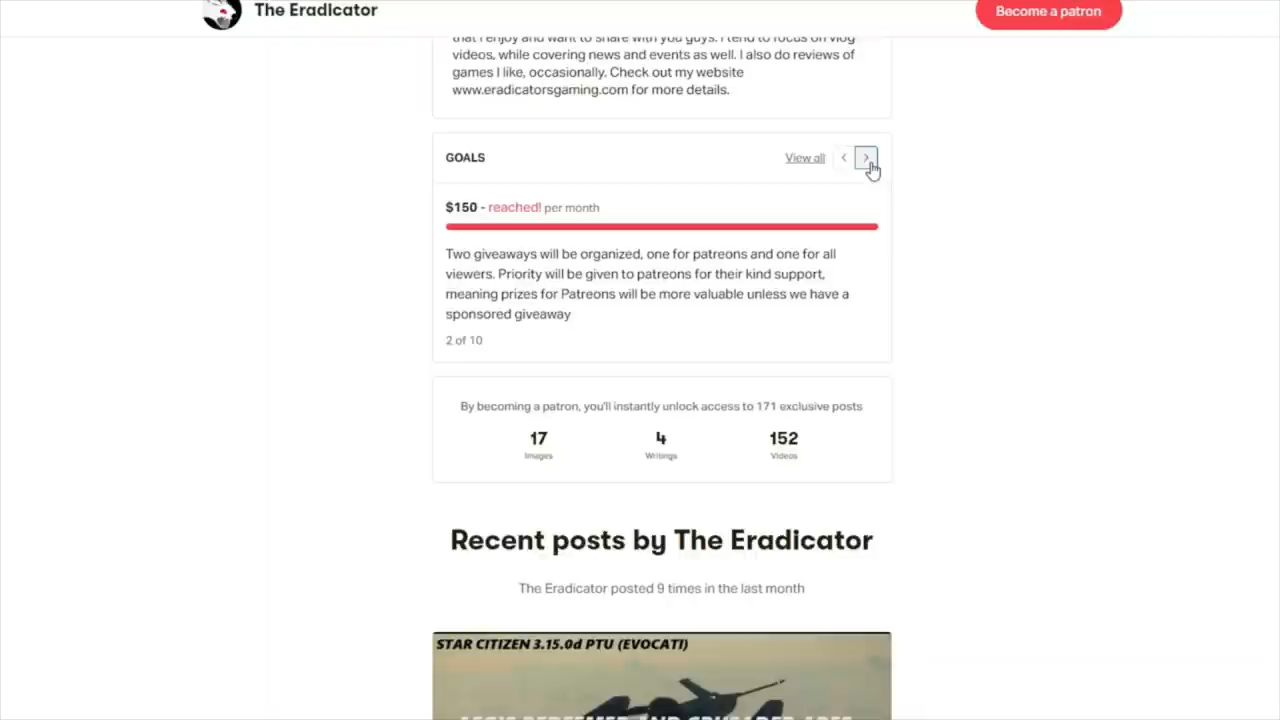 The Eradicator
Become a patron
that I enjoy and want to share with you guys. I tend to focus on vlog
videos, while covering news and events as well. I also do reviews of
games I like, occasionally. Check out my website
www.eradicatorsgaming.com for more details.
GOALS
View all
$150 - reached! per month
Two giveaways will be organized, one for patreons and one for all
viewers. Priority will be given to patreons for their kind support,
meaning prizes for Patreons will be more valuable unless we have a
sponsored giveaway
2 of 10
By becoming a patron, you'll instantly unlock access to 171 exclusive posts
17 4 152
Images Writings Videos
Recent posts by The Eradicator
The Eradicator posted 9 times in the last month
STAR CITIZEN 3.15.0d PTU (EVOCATI)
AEGIS REDEEMER AND CRUSADER ARES